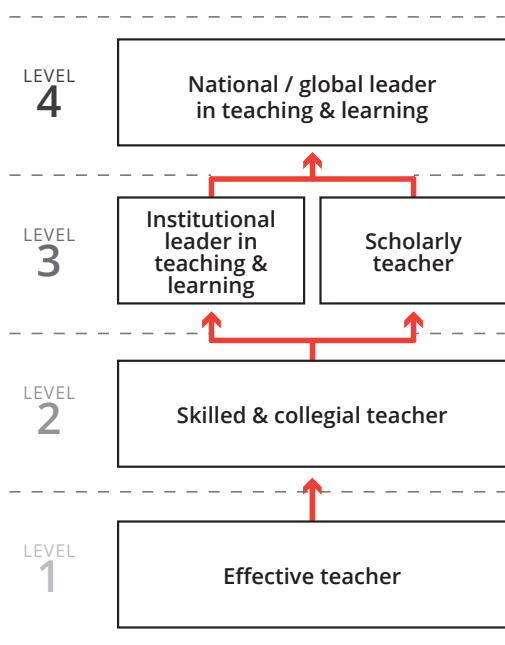 LEVEL
4
National / global leader
in teaching & learning
LEVEL
3
Institutional
leader in
teaching &
learning
Scholarly
teacher
LEVEL
2
Skilled & collegial teacher
LEVEL
1
Effective teacher